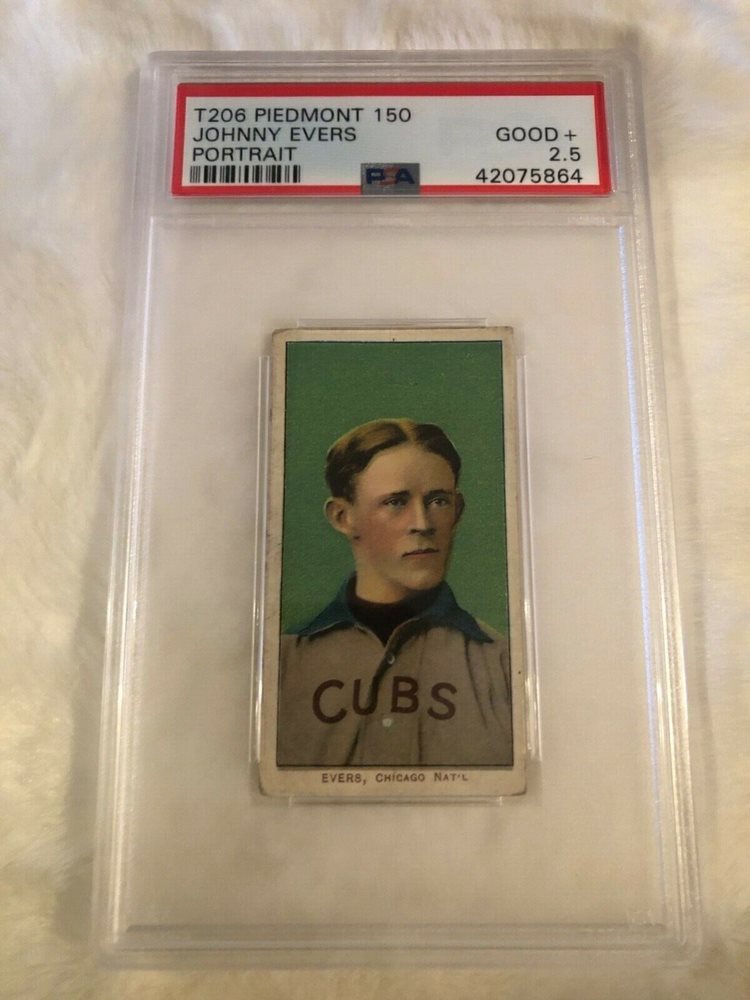 T206 PIEDMONT 150
JOHNNY EVERS GOOD +
PORTRAIT 2.5
PSA 42075864
CUBS
EVERS, CHICAGO NAT'L